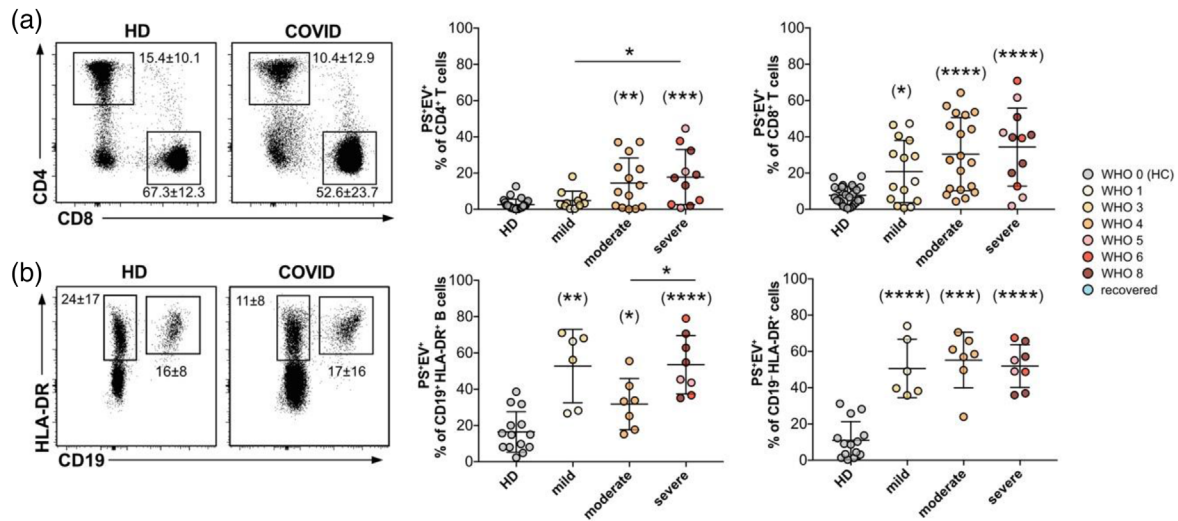 (a)
HD
COVID
15.4±10.1
10.4±12.9
67.3±12.3
52.6±23.7
CD4
CD8
PS⁺EV⁺
% of CD4⁺ T cells
100
80
60
40
20
0
*
(**)
(***)
HD
mild
moderate
severe
PS⁺EV⁺
% of CD8⁺ T cells
100
80
60
40
20
0
(*)
(****)
(****)
HD
mild
moderate
severe
WHO 0 (HC)
WHO 1
WHO 3
WHO 4
WHO 5
WHO 6
WHO 8
recovered
(b)
HD
COVID
24±17
11±8
16±8
17±16
HLA-DR
CD19
PS⁺EV⁺
% of CD19⁺HLA-DR⁺ B cells
100
80
60
40
20
0
*
(**)
(*)
(****)
HD
mild
moderate
severe
PS⁺EV⁺
% of CD19⁻HLA-DR⁺ cells
100
80
60
40
20
0
(****)
(***)
(****)
HD
mild
moderate
severe